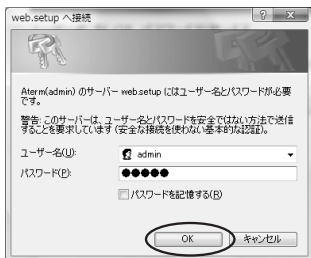 web.setup へ接続
Aterm(admin) のサーバー web.setup にはユーザー名とパスワードが必要
です。
警告: このサーバーは、ユーザー名とパスワードを安全ではない方法で送信
することを要求しています (安全な接続を使わない基本的な認証)。
ユーザー名(U): admin
パスワード(P): ●●●●●
パスワードを記憶する(R)
OK キャンセル